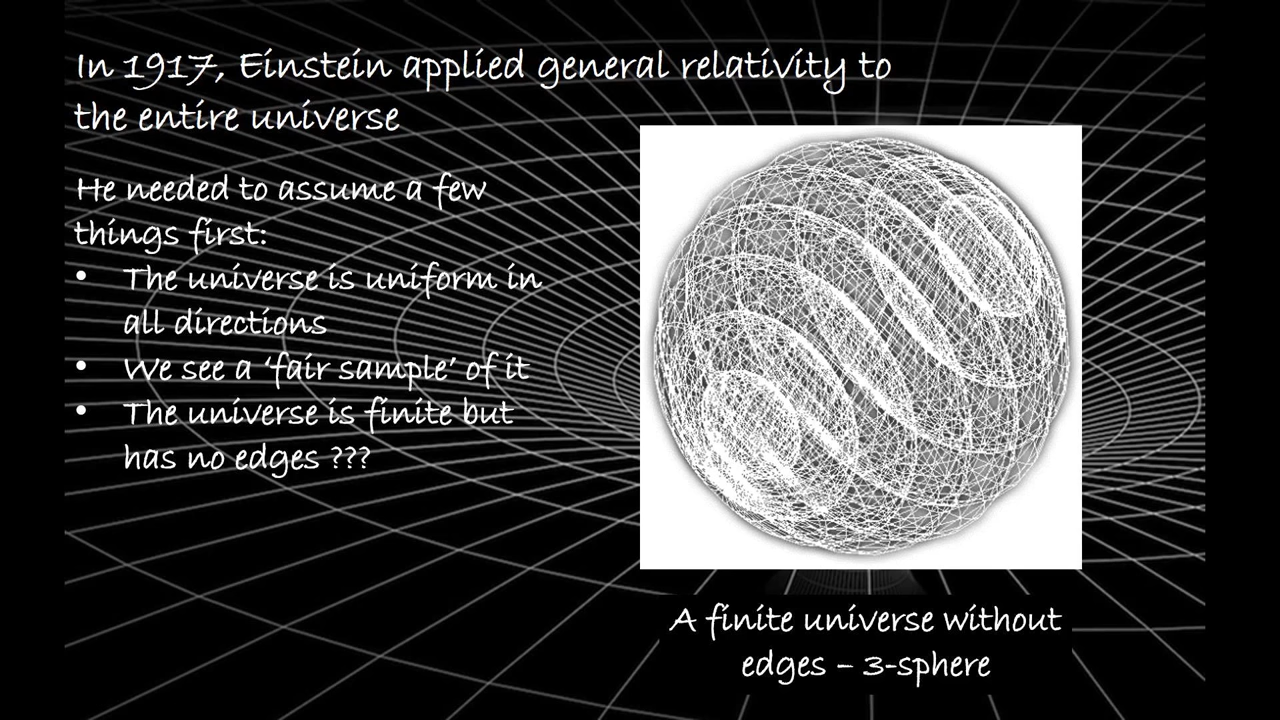 In 1917, Einstein applied general relativity to
the entire universe
He needed to assume a few
things first:
• The universe is uniform in
all directions
• We see a ‘fair sample’ of it
• The universe is finite but
has no edges ???
A finite universe without
edges – 3-sphere